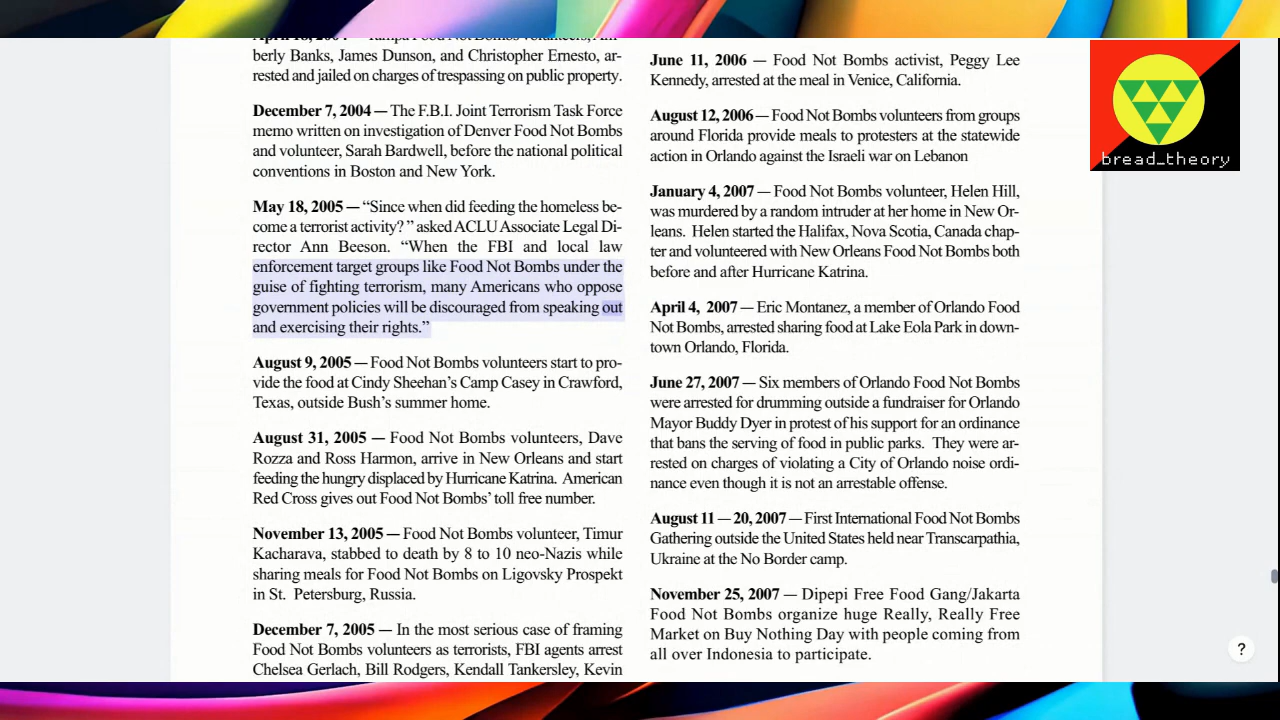 berly Banks, James Dunson, and Christopher Ernesto, ar-
rested and jailed on charges of trespassing on public property.
December 7, 2004 — The F.B.I. Joint Terrorism Task Force
memo written on investigation of Denver Food Not Bombs
and volunteer, Sarah Bardwell, before the national political
conventions in Boston and New York.
May 18, 2005 — “Since when did feeding the homeless be-
come a terrorist activity? ” asked ACLU Associate Legal Di-
rector Ann Beeson. “When the FBI and local law
enforcement target groups like Food Not Bombs under the
guise of fighting terrorism, many Americans who oppose
government policies will be discouraged from speaking out
and exercising their rights.”
August 9, 2005 — Food Not Bombs volunteers start to pro-
vide the food at Cindy Sheehan’s Camp Casey in Crawford,
Texas, outside Bush’s summer home.
August 31, 2005 — Food Not Bombs volunteers, Dave
Rozza and Ross Harmon, arrive in New Orleans and start
feeding the hungry displaced by Hurricane Katrina. American
Red Cross gives out Food Not Bombs’ toll free number.
November 13, 2005 — Food Not Bombs volunteer, Timur
Kacharava, stabbed to death by 8 to 10 neo-Nazis while
sharing meals for Food Not Bombs on Ligovsky Prospekt
in St. Petersburg, Russia.
December 7, 2005 — In the most serious case of framing
Food Not Bombs volunteers as terrorists, FBI agents arrest
Chelsea Gerlach, Bill Rodgers, Kendall Tankersley, Kevin
June 11, 2006 — Food Not Bombs activist, Peggy Lee
Kennedy, arrested at the meal in Venice, California.
August 12, 2006 — Food Not Bombs volunteers from groups
around Florida provide meals to protesters at the statewide
action in Orlando against the Israeli war on Lebanon
January 4, 2007 — Food Not Bombs volunteer, Helen Hill,
was murdered by a random intruder at her home in New Or-
leans. Helen started the Halifax, Nova Scotia, Canada chap-
ter and volunteered with New Orleans Food Not Bombs both
before and after Hurricane Katrina.
April 4, 2007 — Eric Montanez, a member of Orlando Food
Not Bombs, arrested sharing food at Lake Eola Park in down-
town Orlando, Florida.
June 27, 2007 — Six members of Orlando Food Not Bombs
were arrested for drumming outside a fundraiser for Orlando
Mayor Buddy Dyer in protest of his support for an ordinance
that bans the serving of food in public parks. They were ar-
rested on charges of violating a City of Orlando noise ordi-
nance even though it is not an arrestable offense.
August 11 — 20, 2007 — First International Food Not Bombs
Gathering outside the United States held near Transcarpathia,
Ukraine at the No Border camp.
November 25, 2007 — Dipepi Free Food Gang/Jakarta
Food Not Bombs organize huge Really, Really Free
Market on Buy Nothing Day with people coming from
all over Indonesia to participate.
bread_theory
?